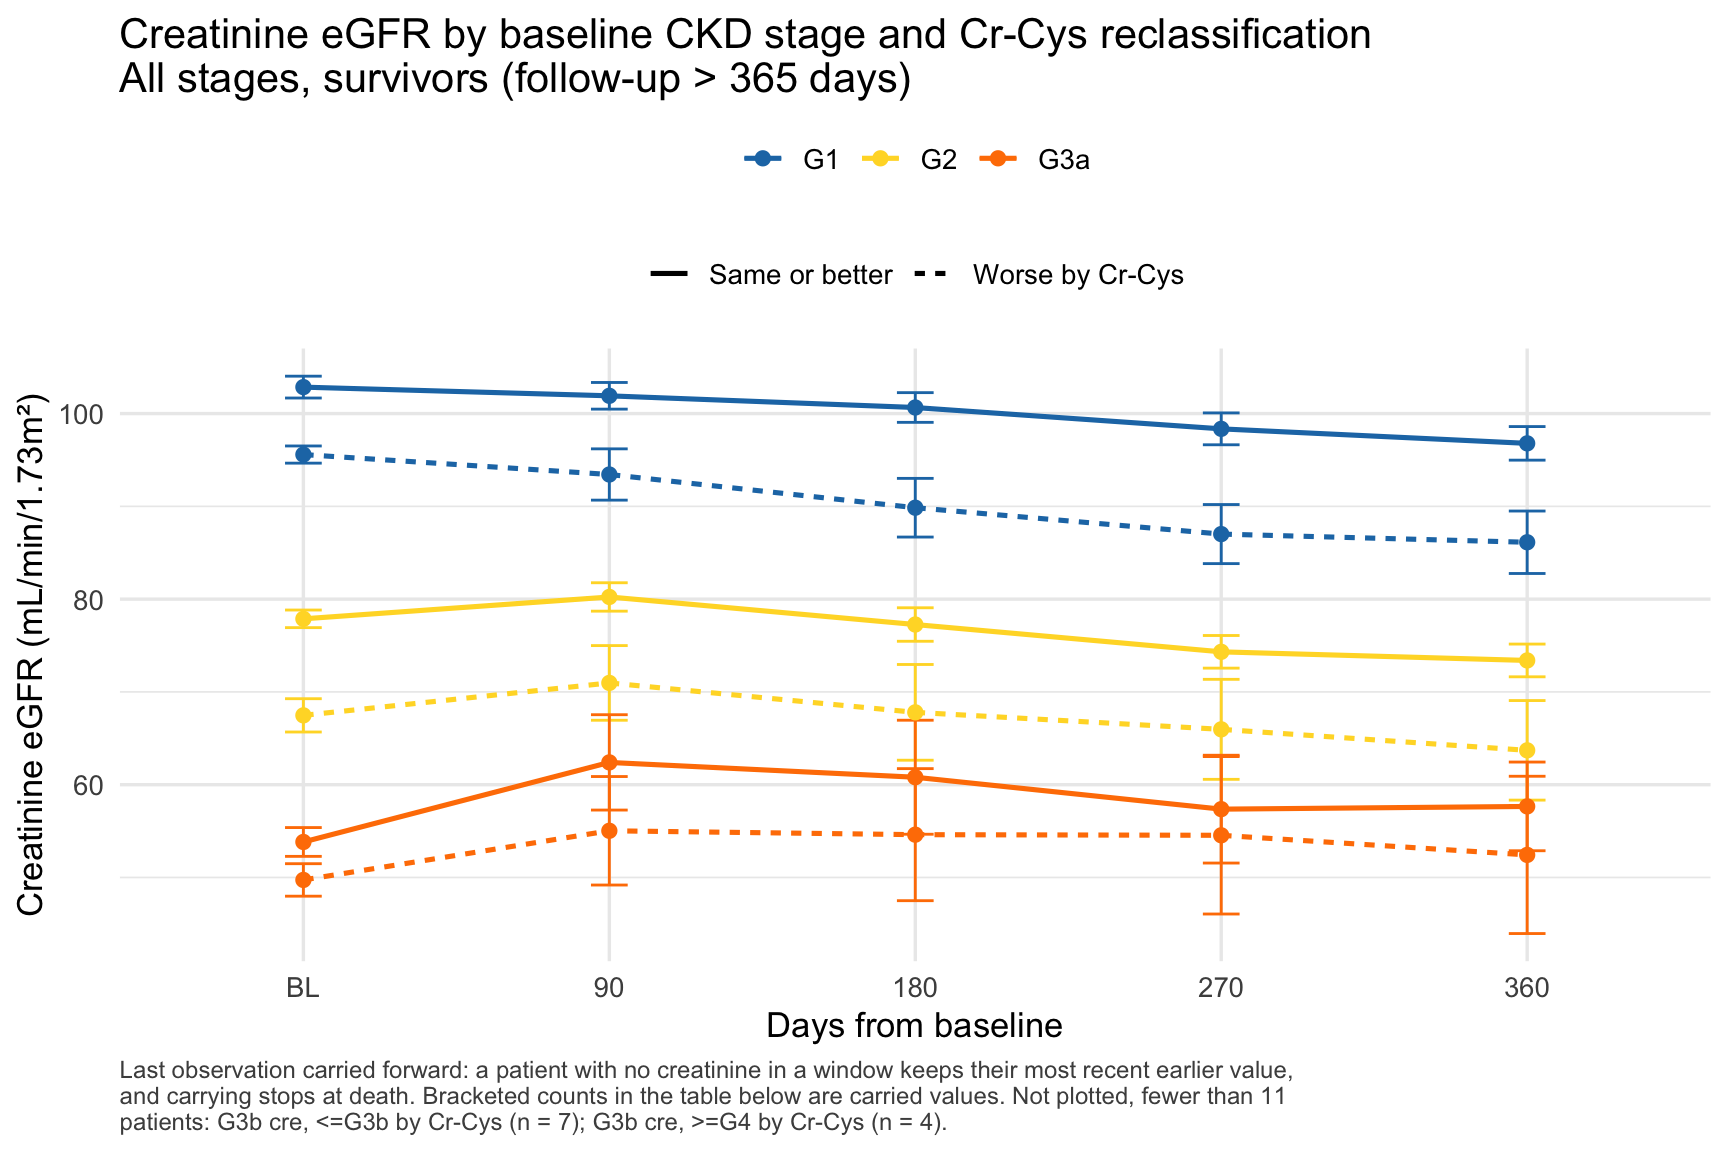 Creatinine eGFR by baseline CKD stage and Cr-Cys reclassification
All stages, survivors (follow-up > 365 days)
G1 G2 G3a
Same or better Worse by Cr-Cys
Creatinine eGFR (mL/min/1.73m²)
100
80
60
BL 90 180 270 360
Days from baseline
Last observation carried forward: a patient with no creatinine in a window keeps their most recent earlier value,
and carrying stops at death. Bracketed counts in the table below are carried values. Not plotted, fewer than 11
patients: G3b cre, <=G3b by Cr-Cys (n = 7); G3b cre, >=G4 by Cr-Cys (n = 4).